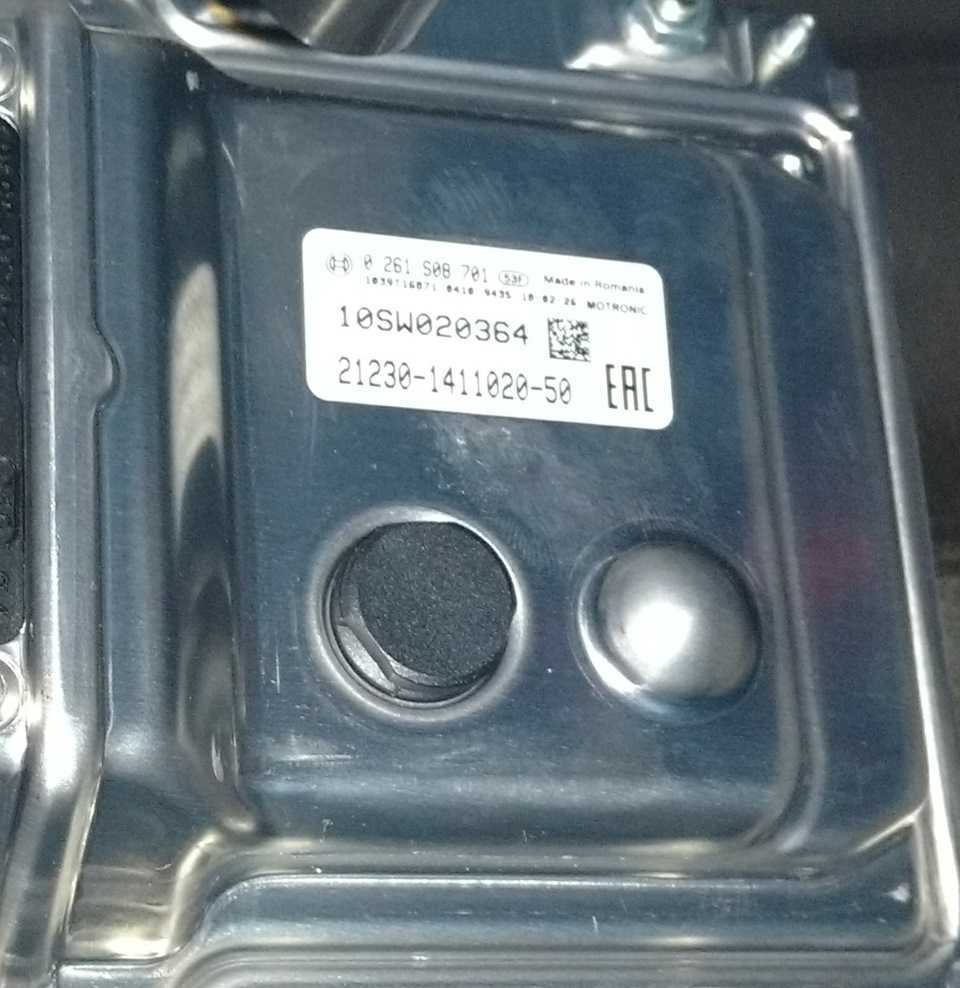 0 261 S08 701 53F Made in Romania
1039T16871 0410 9435 10 02 26 MOTRONIC
10SW020364
21230-1411020-50 EAC